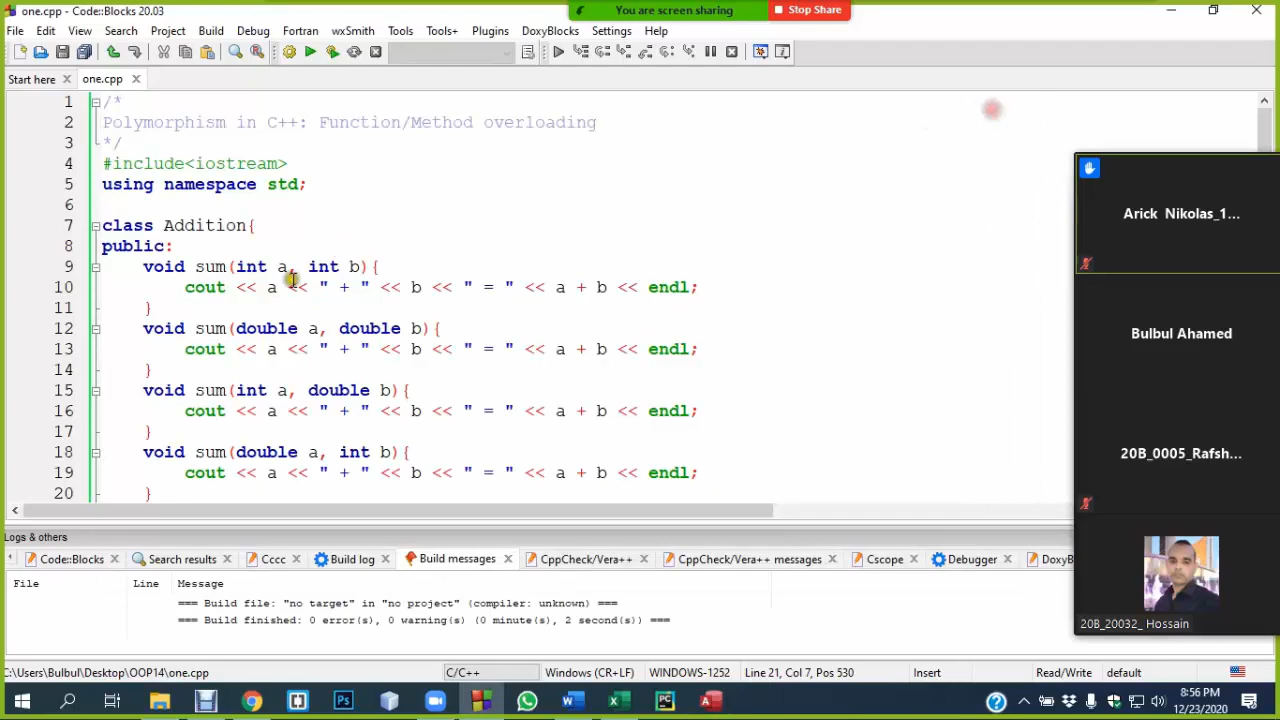 one.cpp - Code::Blocks 20.03
You are screen sharing
Stop Share
File Edit View Search Project Build Debug Fortran wxSmith Tools Tools+ Plugins DoxyBlocks Settings Help
Start here
one.cpp
1 /*
2 Polymorphism in C++: Function/Method overloading
3 */
4 #include<iostream>
5 using namespace std;
6
7 class Addition{
8 public:
9 void sum(int a, int b){
10 cout << a << " + " << b << " = " << a + b << endl;
11 }
12 void sum(double a, double b){
13 cout << a << " + " << b << " = " << a + b << endl;
14 }
15 void sum(int a, double b){
16 cout << a << " + " << b << " = " << a + b << endl;
17 }
18 void sum(double a, int b){
19 cout << a << " + " << b << " = " << a + b << endl;
20 }
Arick Nikolas_1...
Bulbul Ahamed
20B_0005_Rafsh...
20B_20032_ Hossain
Logs & others
Code::Blocks Search results Cccc Build log Build messages CppCheck/Vera++ CppCheck/Vera++ messages Cscope Debugger DoxyB
File Line Message
=== Build file: "no target" in "no project" (compiler: unknown) ===
=== Build finished: 0 error(s), 0 warning(s) (0 minute(s), 2 second(s)) ===
C:\Users\Bulbul\Desktop\OOP14\one.cpp C/C++ Windows (CR+LF) WINDOWS-1252 Line 21, Col 7, Pos 530 Insert Read/Write default
8:56 PM
12/23/2020